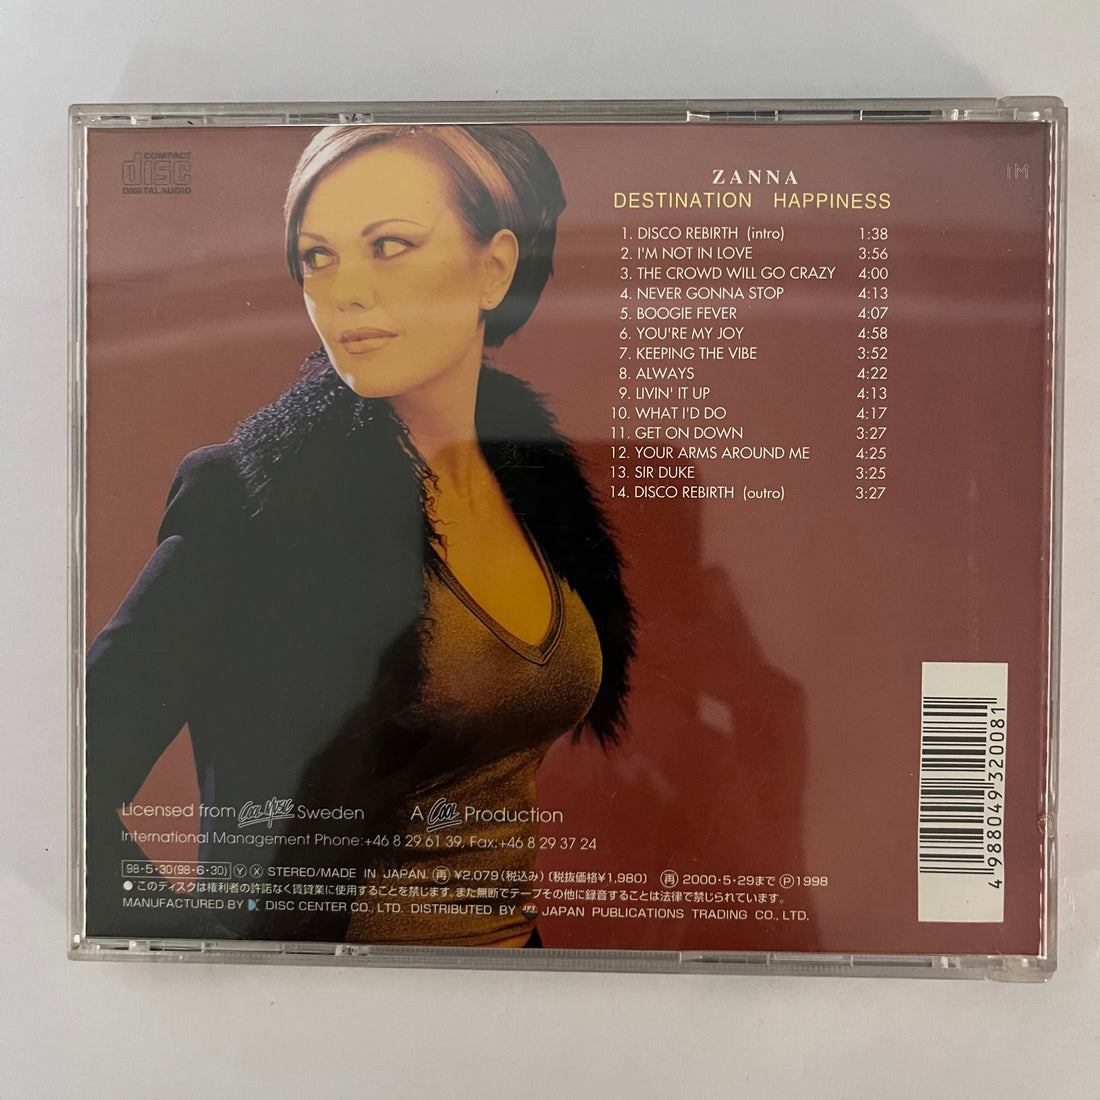 COMPACT
disc
DIGITAL AUDIO
ZANNA
DESTINATION HAPPINESS
1. DISCO REBIRTH (intro) 1:38
2. I'M NOT IN LOVE 3:56
3. THE CROWD WILL GO CRAZY 4:00
4. NEVER GONNA STOP 4:13
5. BOOGIE FEVER 4:07
6. YOU'RE MY JOY 4:58
7. KEEPING THE VIBE 3:52
8. ALWAYS 4:22
9. LIVIN' IT UP 4:13
10. WHAT I'D DO 4:17
11. GET ON DOWN 3:27
12. YOUR ARMS AROUND ME 4:25
13. SIR DUKE 3:25
14. DISCO REBIRTH (outro) 3:27
Licensed from Cool Music Sweden A Cool Production
International Management Phone:+46 8 29 61 39, Fax:+46 8 29 37 24
98・5・30(98・6・30) Ⓨ Ⓧ STEREO/MADE IN JAPAN. ㊞ ¥2,079(税込み)(税抜価格¥1,980) 再 2000・5・29まで Ⓟ1998
● このディスクは権利者の許諾なく賃貸業に使用することを禁じます。また無断でテープその他に録音することは法律で禁じられています。
MANUFACTURED BY DISC CENTER CO., LTD. DISTRIBUTED BY JAPAN PUBLICATIONS TRADING CO., LTD.
4 988049 320081